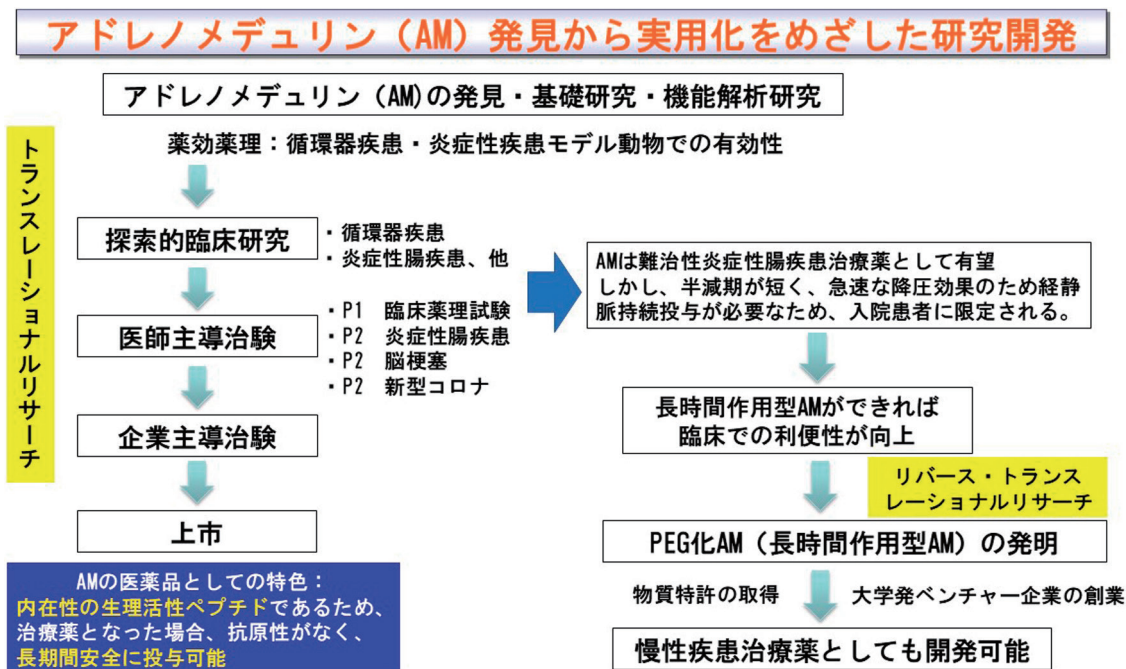 アドレノメデュリン（AM）発見から実用化をめざした研究開発
アドレノメデュリン（AM)の発見・基礎研究・機能解析研究
薬効薬理：循環器疾患・炎症性疾患モデル動物での有効性
トランスレーショナルリサーチ
探索的臨床研究
・循環器疾患
・炎症性腸疾患、他
医師主導治験
・P1　臨床薬理試験
・P2　炎症性腸疾患
・P2　脳梗塞
・P2　新型コロナ
企業主導治験
上市
AMの医薬品としての特色：
内在性の生理活性ペプチドであるため、
治療薬となった場合、抗原性がなく、
長期間安全に投与可能
AMは難治性炎症性腸疾患治療薬として有望
しかし、半減期が短く、急速な降圧効果のため経静
脈持続投与が必要なため、入院患者に限定される。
長時間作用型AMができれば
臨床での利便性が向上
リバース・トランス
レーショナルリサーチ
PEG化AM（長時間作用型AM）の発明
物質特許の取得
大学発ベンチャー企業の創業
慢性疾患治療薬としても開発可能